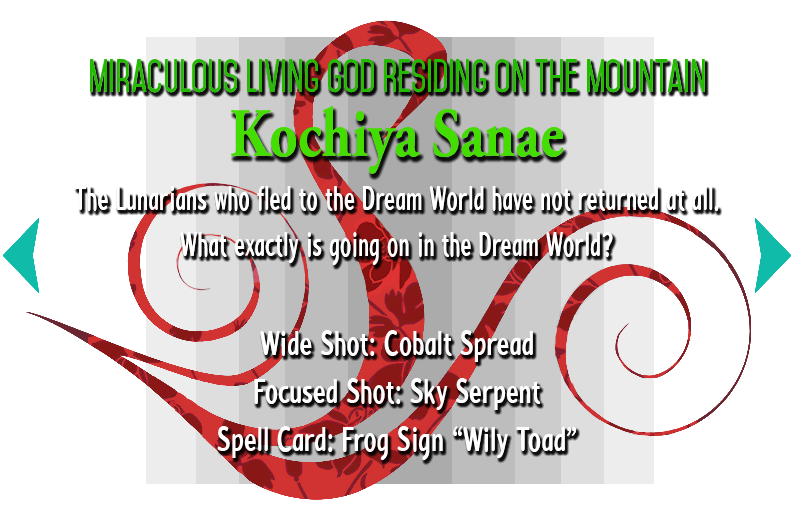 MIRACULOUS LIVING GOD RESIDING ON THE MOUNTAIN
Kochiya Sanae
The Lunarians who fled to the Dream World have not returned at all.
What exactly is going on in the Dream World?
Wide Shot: Cobalt Spread
Focused Shot: Sky Serpent
Spell Card: Frog Sign “Wily Toad”